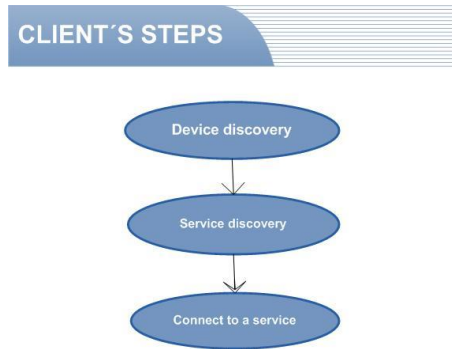 CLIENT´S STEPS
Device discovery
Service discovery
Connect to a service